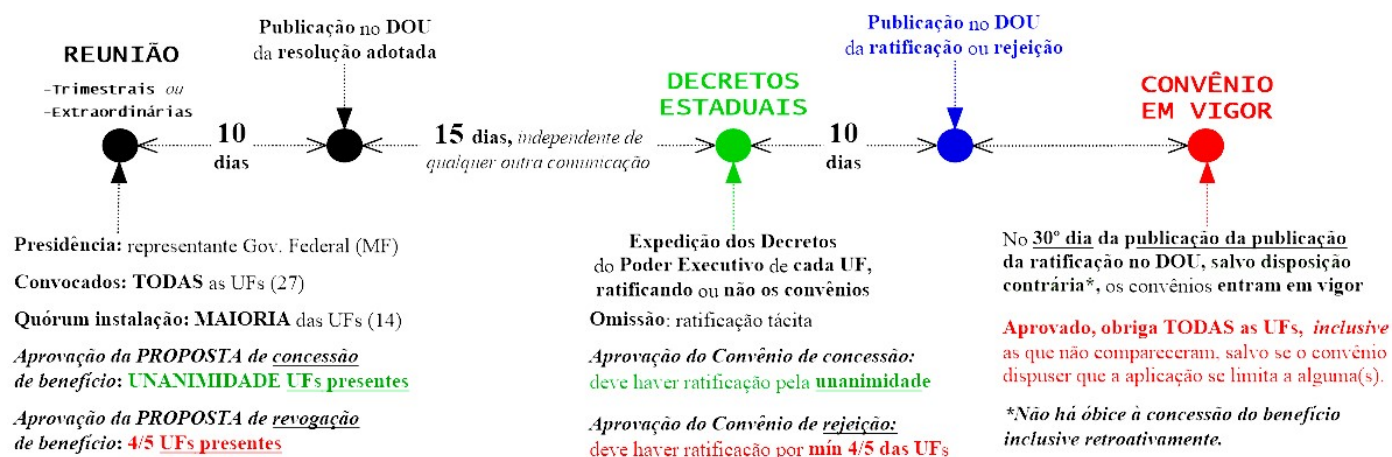 REUNIÃO
-Trimestrais ou
-Extraordinárias
Publicação no DOU
da resolução adotada
DECRETOS
ESTADUAIS
Publicação no DOU
da ratificação ou rejeição
CONVÊNIO
EM VIGOR
10
dias
15 dias, independente de
qualquer outra comunicação
10
dias
Presidência: representante Gov. Federal (MF)
Convocados: TODAS as UFs (27)
Quórum instalação: MAIORIA das UFs (14)
Aprovação da PROPOSTA de concessão
de benefício: UNANIMIDADE UFs presentes
Aprovação da PROPOSTA de revogação
de benefício: 4/5 UFs presentes
Expedição dos Decretos
do Poder Executivo de cada UF,
ratificando ou não os convênios
Omissão: ratificação tácita
Aprovação do Convênio de concessão:
deve haver ratificação pela unanimidade
Aprovação do Convênio de rejeição:
deve haver ratificação por mín 4/5 das UFs
No 30º dia da publicação da publicação
da ratificação no DOU, salvo disposição
contrária*, os convênios entram em vigor
Aprovado, obriga TODAS as UFs, inclusive
as que não compareceram, salvo se o convênio
dispuser que a aplicação se limita a alguma(s).
*Não há óbice à concessão do benefício
inclusive retroativamente.